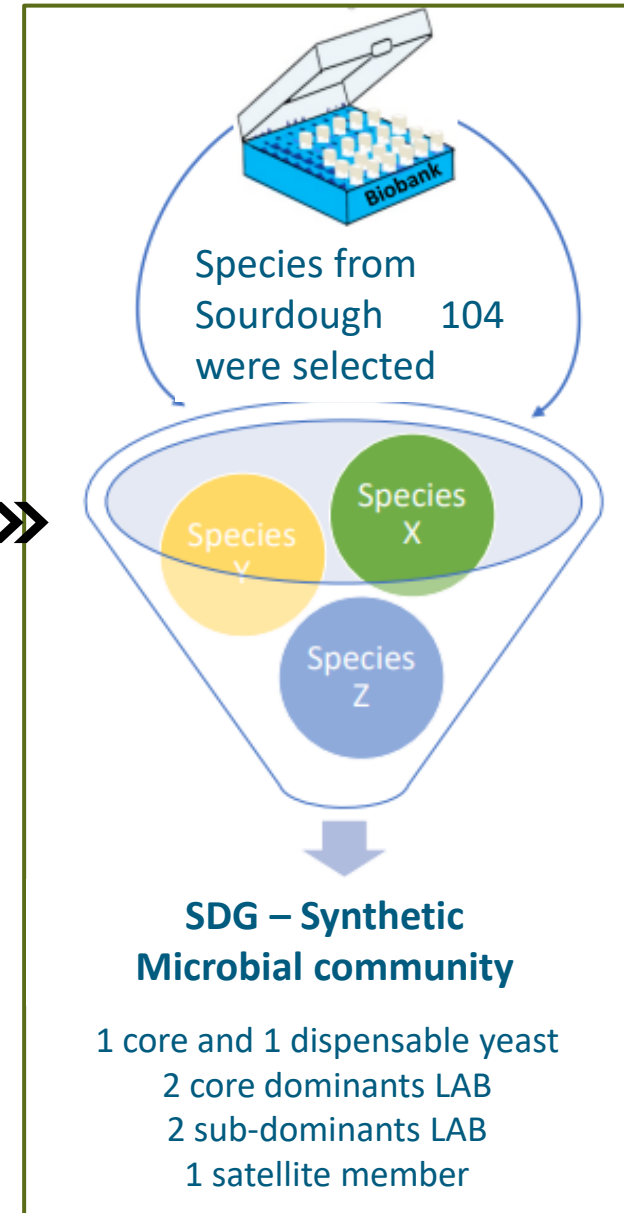 Biobank
Species from
Sourdough 104
were selected
Species
X
Species
Y
Species
Z
SDG – Synthetic
Microbial community
1 core and 1 dispensable yeast
2 core dominants LAB
2 sub-dominants LAB
1 satellite member